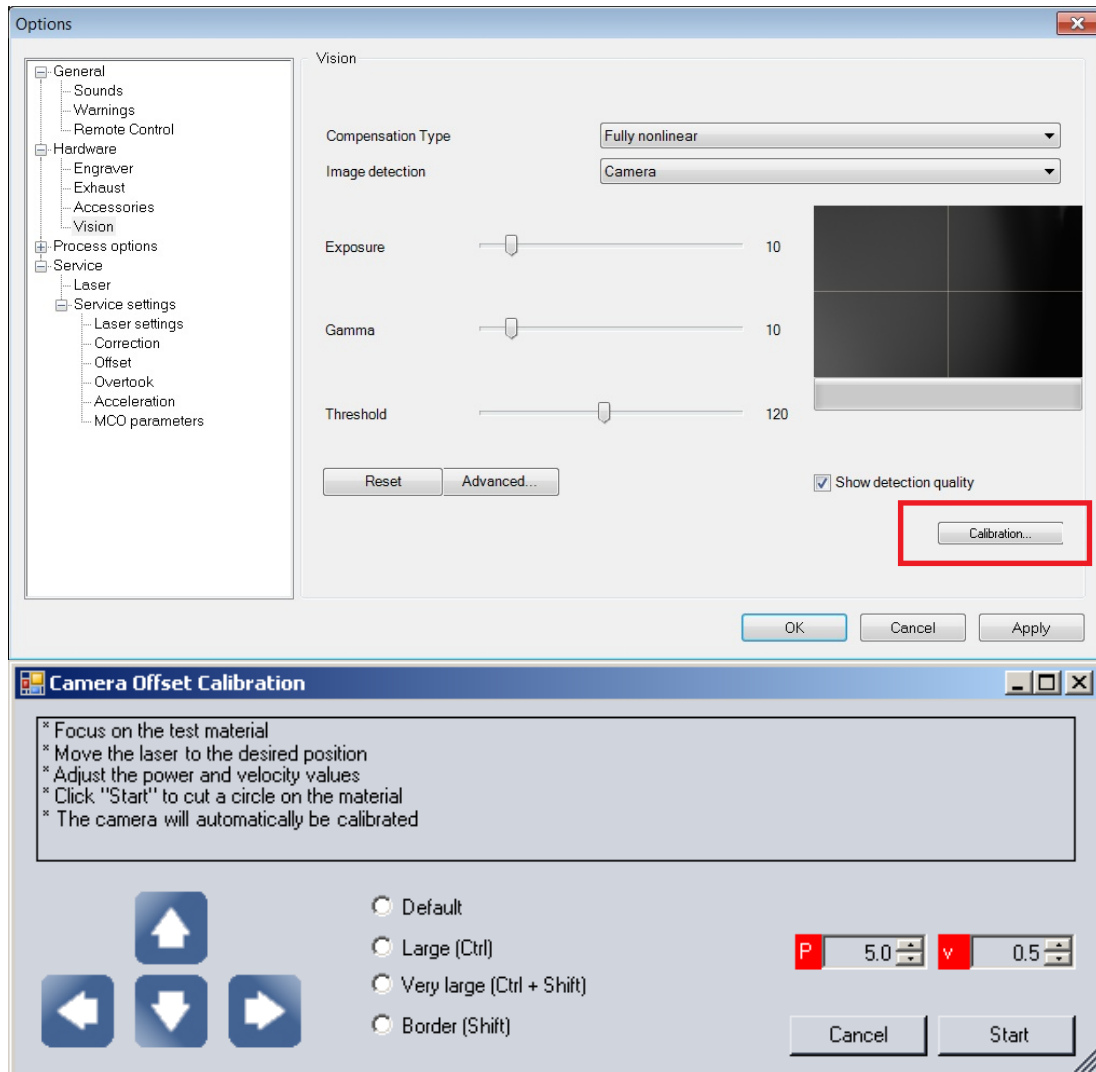 Options
General
Sounds
Warnings
Remote Control
Hardware
Engraver
Exhaust
Accessories
Vision
Process options
Service
Laser
Service settings
Laser settings
Correction
Offset
Overtook
Acceleration
MCO parameters
Vision
Compensation Type Fully nonlinear
Image detection Camera
Exposure 10
Gamma 10
Threshold 120
Reset Advanced...
Show detection quality
Calibration...
OK Cancel Apply
Camera Offset Calibration
* Focus on the test material
* Move the laser to the desired position
* Adjust the power and velocity values
* Click "Start" to cut a circle on the material
* The camera will automatically be calibrated
Default
Large (Ctrl)
Very large (Ctrl + Shift)
Border (Shift)
P 5.0 v 0.5
Cancel Start